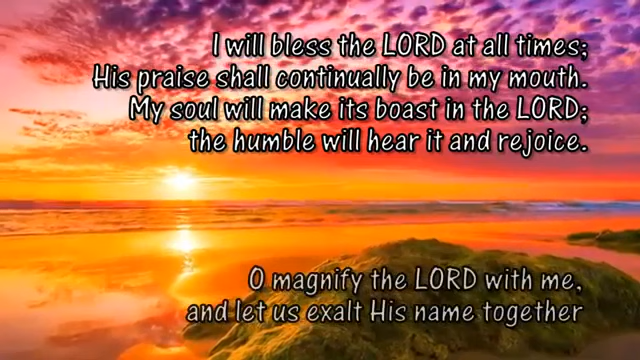 I will bless the LORD at all times;
His praise shall continually be in my mouth.
My soul will make its boast in the LORD;
the humble will hear it and rejoice.
O magnify the LORD with me,
and let us exalt His name together